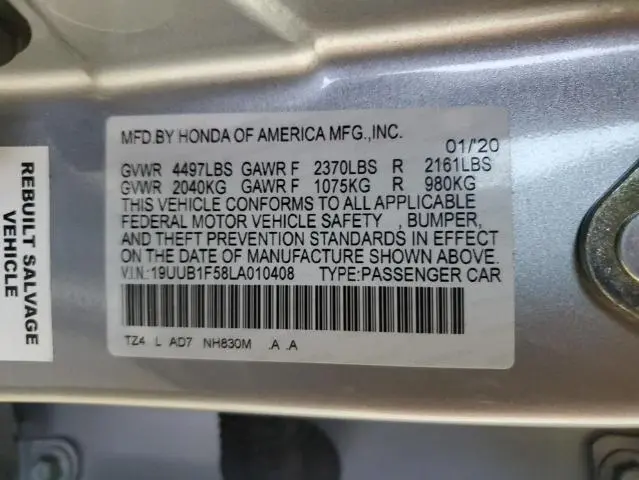 MFD.BY HONDA OF AMERICA MFG.,INC.
01/'20
GVWR 4497LBS GAWR F 2370LBS R 2161LBS
GVWR 2040KG GAWR F 1075KG R 980KG
THIS VEHICLE CONFORMS TO ALL APPLICABLE
FEDERAL MOTOR VEHICLE SAFETY , BUMPER,
AND THEFT PREVENTION STANDARDS IN EFFECT
ON THE DATE OF MANUFACTURE SHOWN ABOVE.
V.I.N.:19UUB1F58LA010408 TYPE:PASSENGER CAR
TZ4 L AD7 NH830M .A .A
REBUILT SALVAGE
VEHICLE